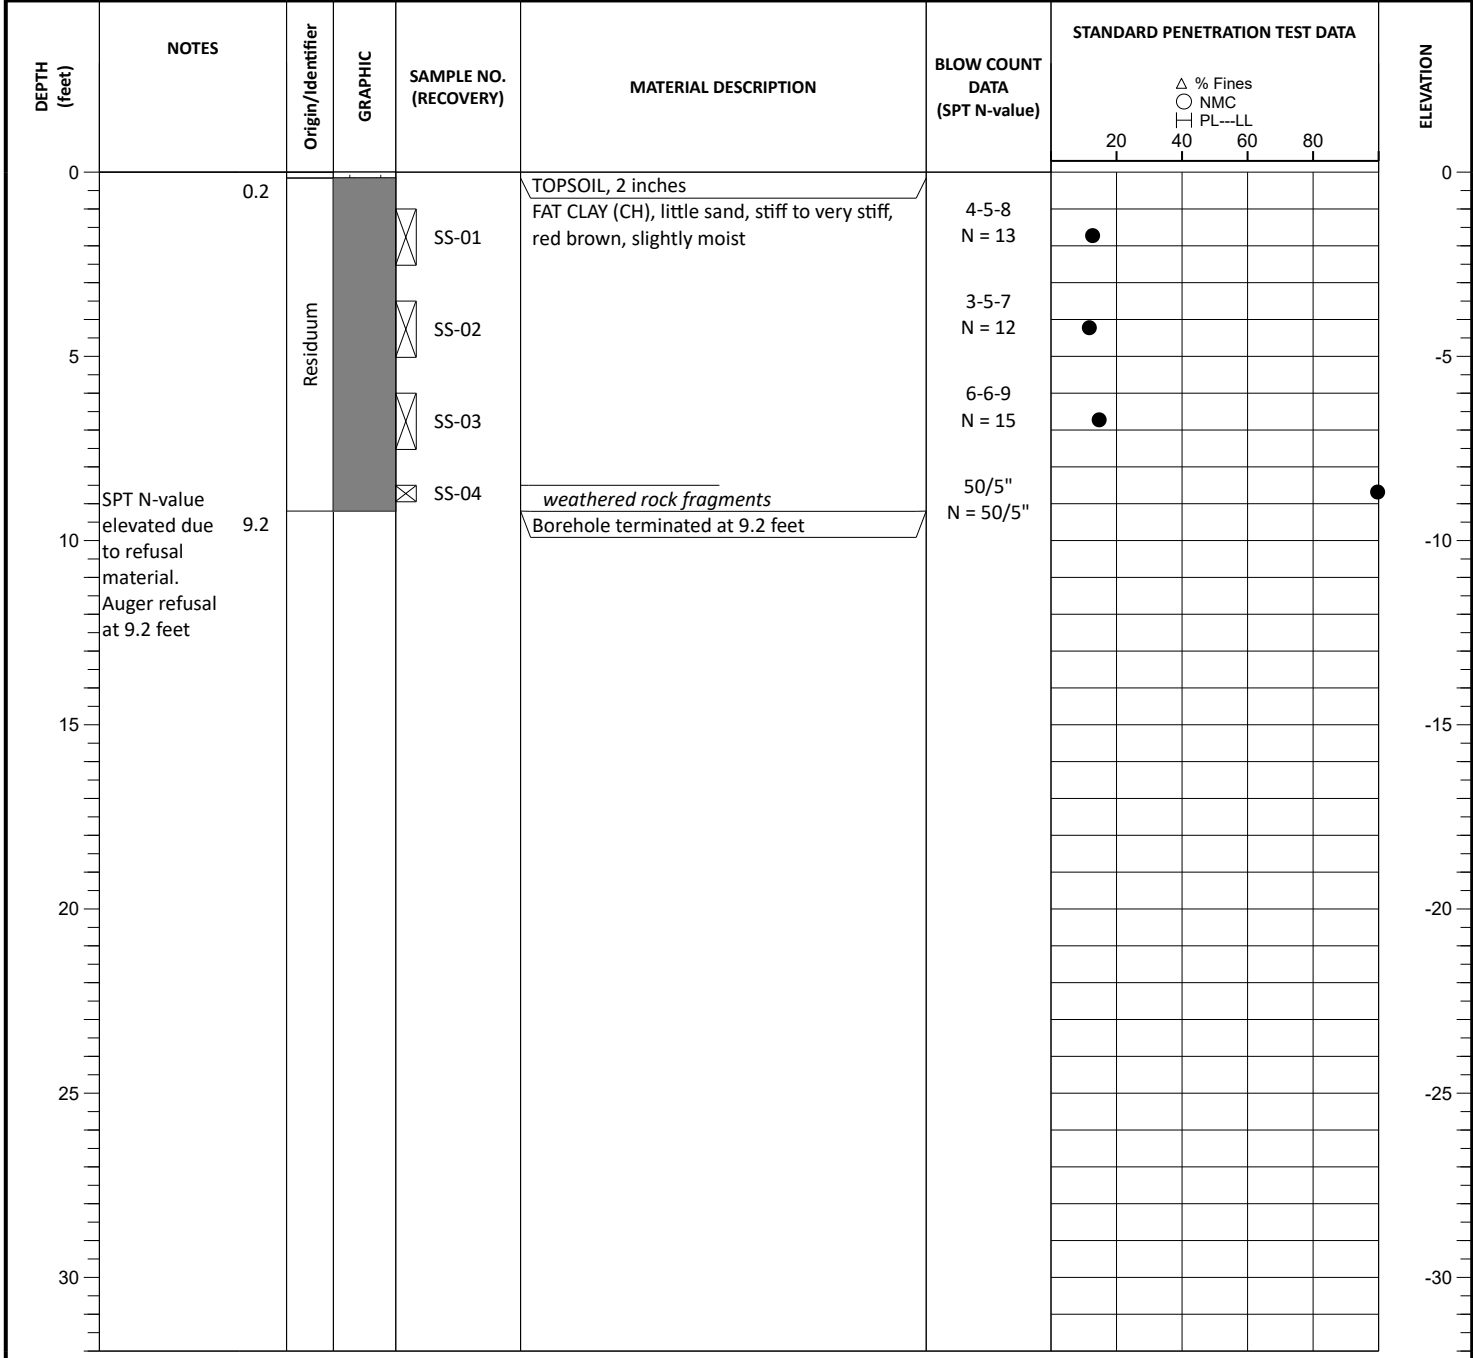 DEPTH
(feet)
NOTES
Origin/Identifier
GRAPHIC
SAMPLE NO.
(RECOVERY)
MATERIAL DESCRIPTION
BLOW COUNT
DATA
(SPT N-value)
STANDARD PENETRATION TEST DATA
% Fines
NMC
PL---LL
20 40 60 80
ELEVATION
0
0
0.2
TOPSOIL, 2 inches
FAT CLAY (CH), little sand, stiff to very stiff,
red brown, slightly moist
SS-01
4-5-8
N = 13
Residuum
SS-02
3-5-7
N = 12
5
-5
SS-03
6-6-9
N = 15
SS-04
weathered rock fragments
50/5"
N = 50/5"
SPT N-value
elevated due
to refusal
material.
Auger refusal
at 9.2 feet
9.2
Borehole terminated at 9.2 feet
10
-10
15
-15
20
-20
25
-25
30
-30